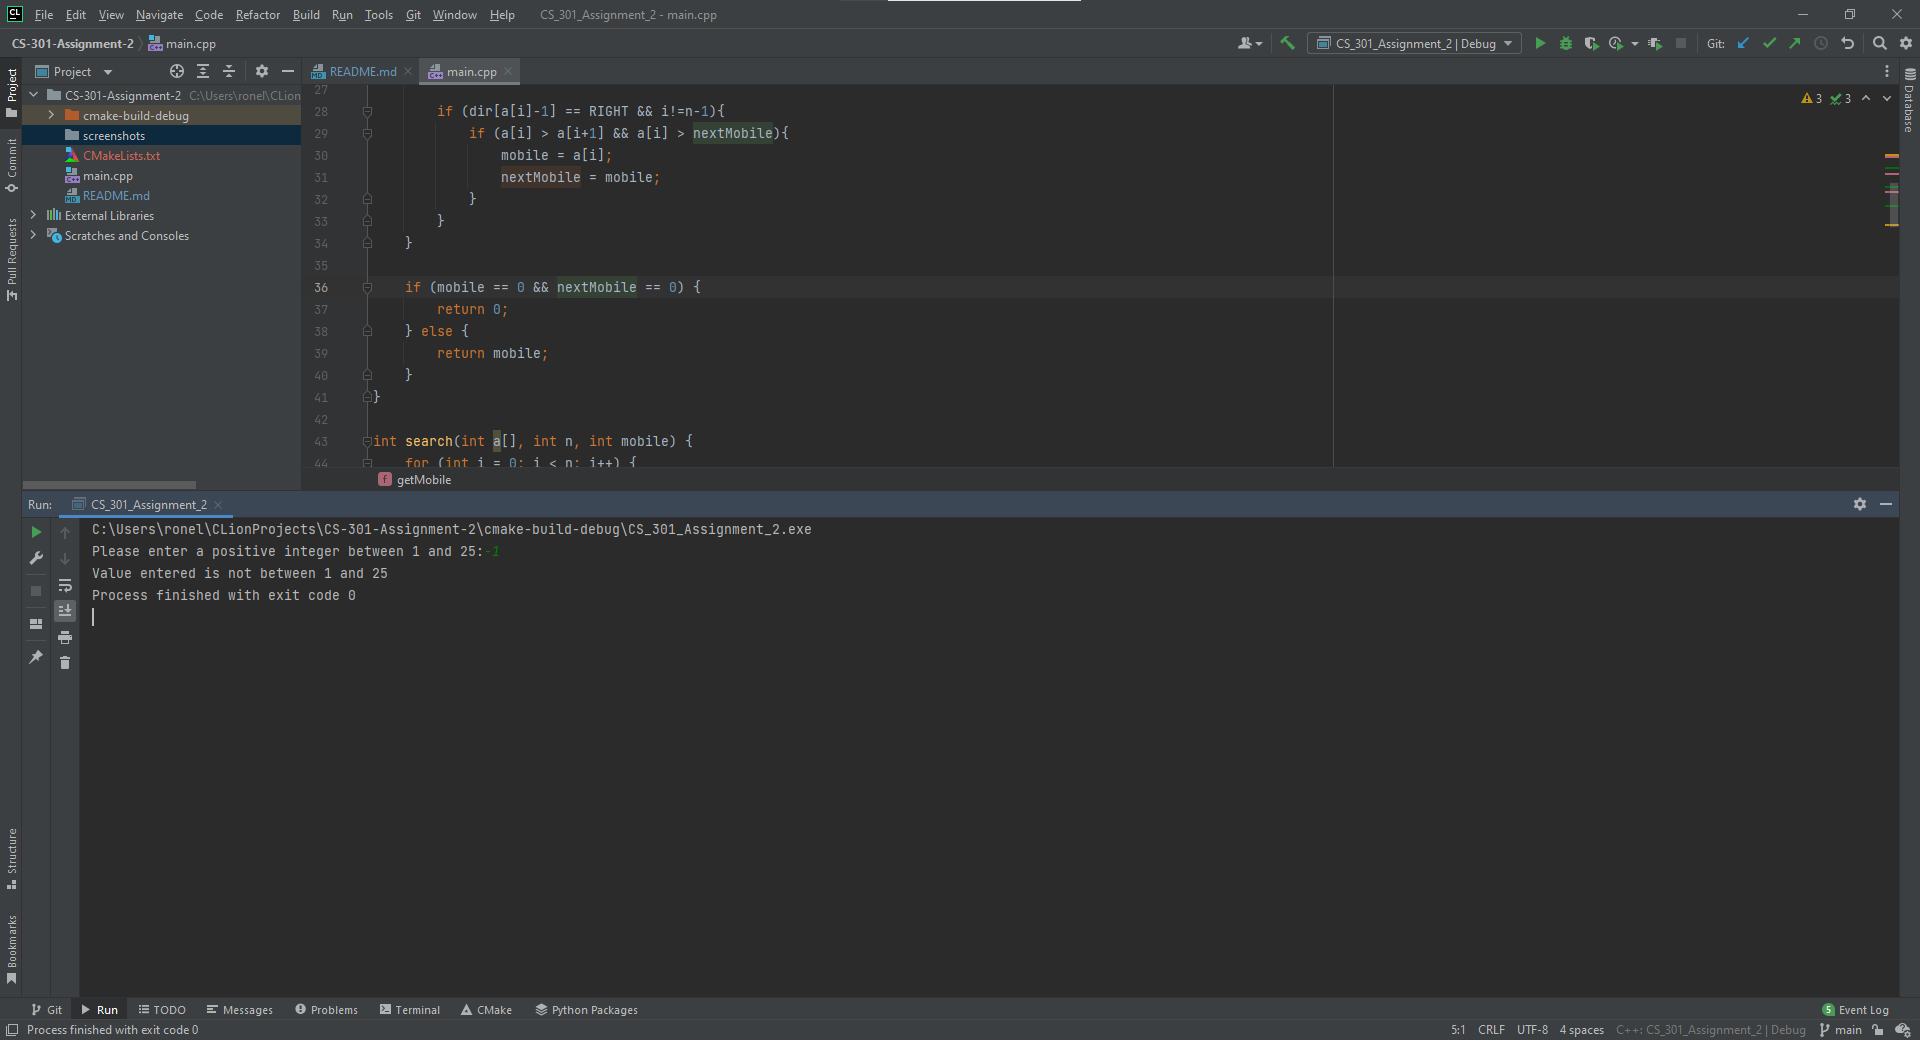 CL File Edit View Navigate Code Refactor Build Run Tools Git Window Help CS_301_Assignment_2 - main.cpp
CS-301-Assignment-2 main.cpp CS_301_Assignment_2 | Debug Git:
Project README.md main.cpp
CS-301-Assignment-2 C:\Users\ronel\CLion
cmake-build-debug
screenshots
CMakeLists.txt
main.cpp
README.md
External Libraries
Scratches and Consoles
Project
Commit
Pull Requests
Structure
Bookmarks
Database
3 3
27
28 if (dir[a[i]-1] == RIGHT && i!=n-1){
29 if (a[i] > a[i+1] && a[i] > nextMobile){
30 mobile = a[i];
31 nextMobile = mobile;
32 }
33 }
34 }
35
36 if (mobile == 0 && nextMobile == 0) {
37 return 0;
38 } else {
39 return mobile;
40 }
41 }
42
43 int search(int a[], int n, int mobile) {
44 for (int i = 0; i < n; i++) {
f getMobile
Run: CS_301_Assignment_2
C:\Users\ronel\CLionProjects\CS-301-Assignment-2\cmake-build-debug\CS_301_Assignment_2.exe
Please enter a positive integer between 1 and 25:-1
Value entered is not between 1 and 25
Process finished with exit code 0
Git Run TODO Messages Problems Terminal CMake Python Packages 5 Event Log
Process finished with exit code 0 5:1 CRLF UTF-8 4 spaces C++: CS_301_Assignment_2 | Debug main